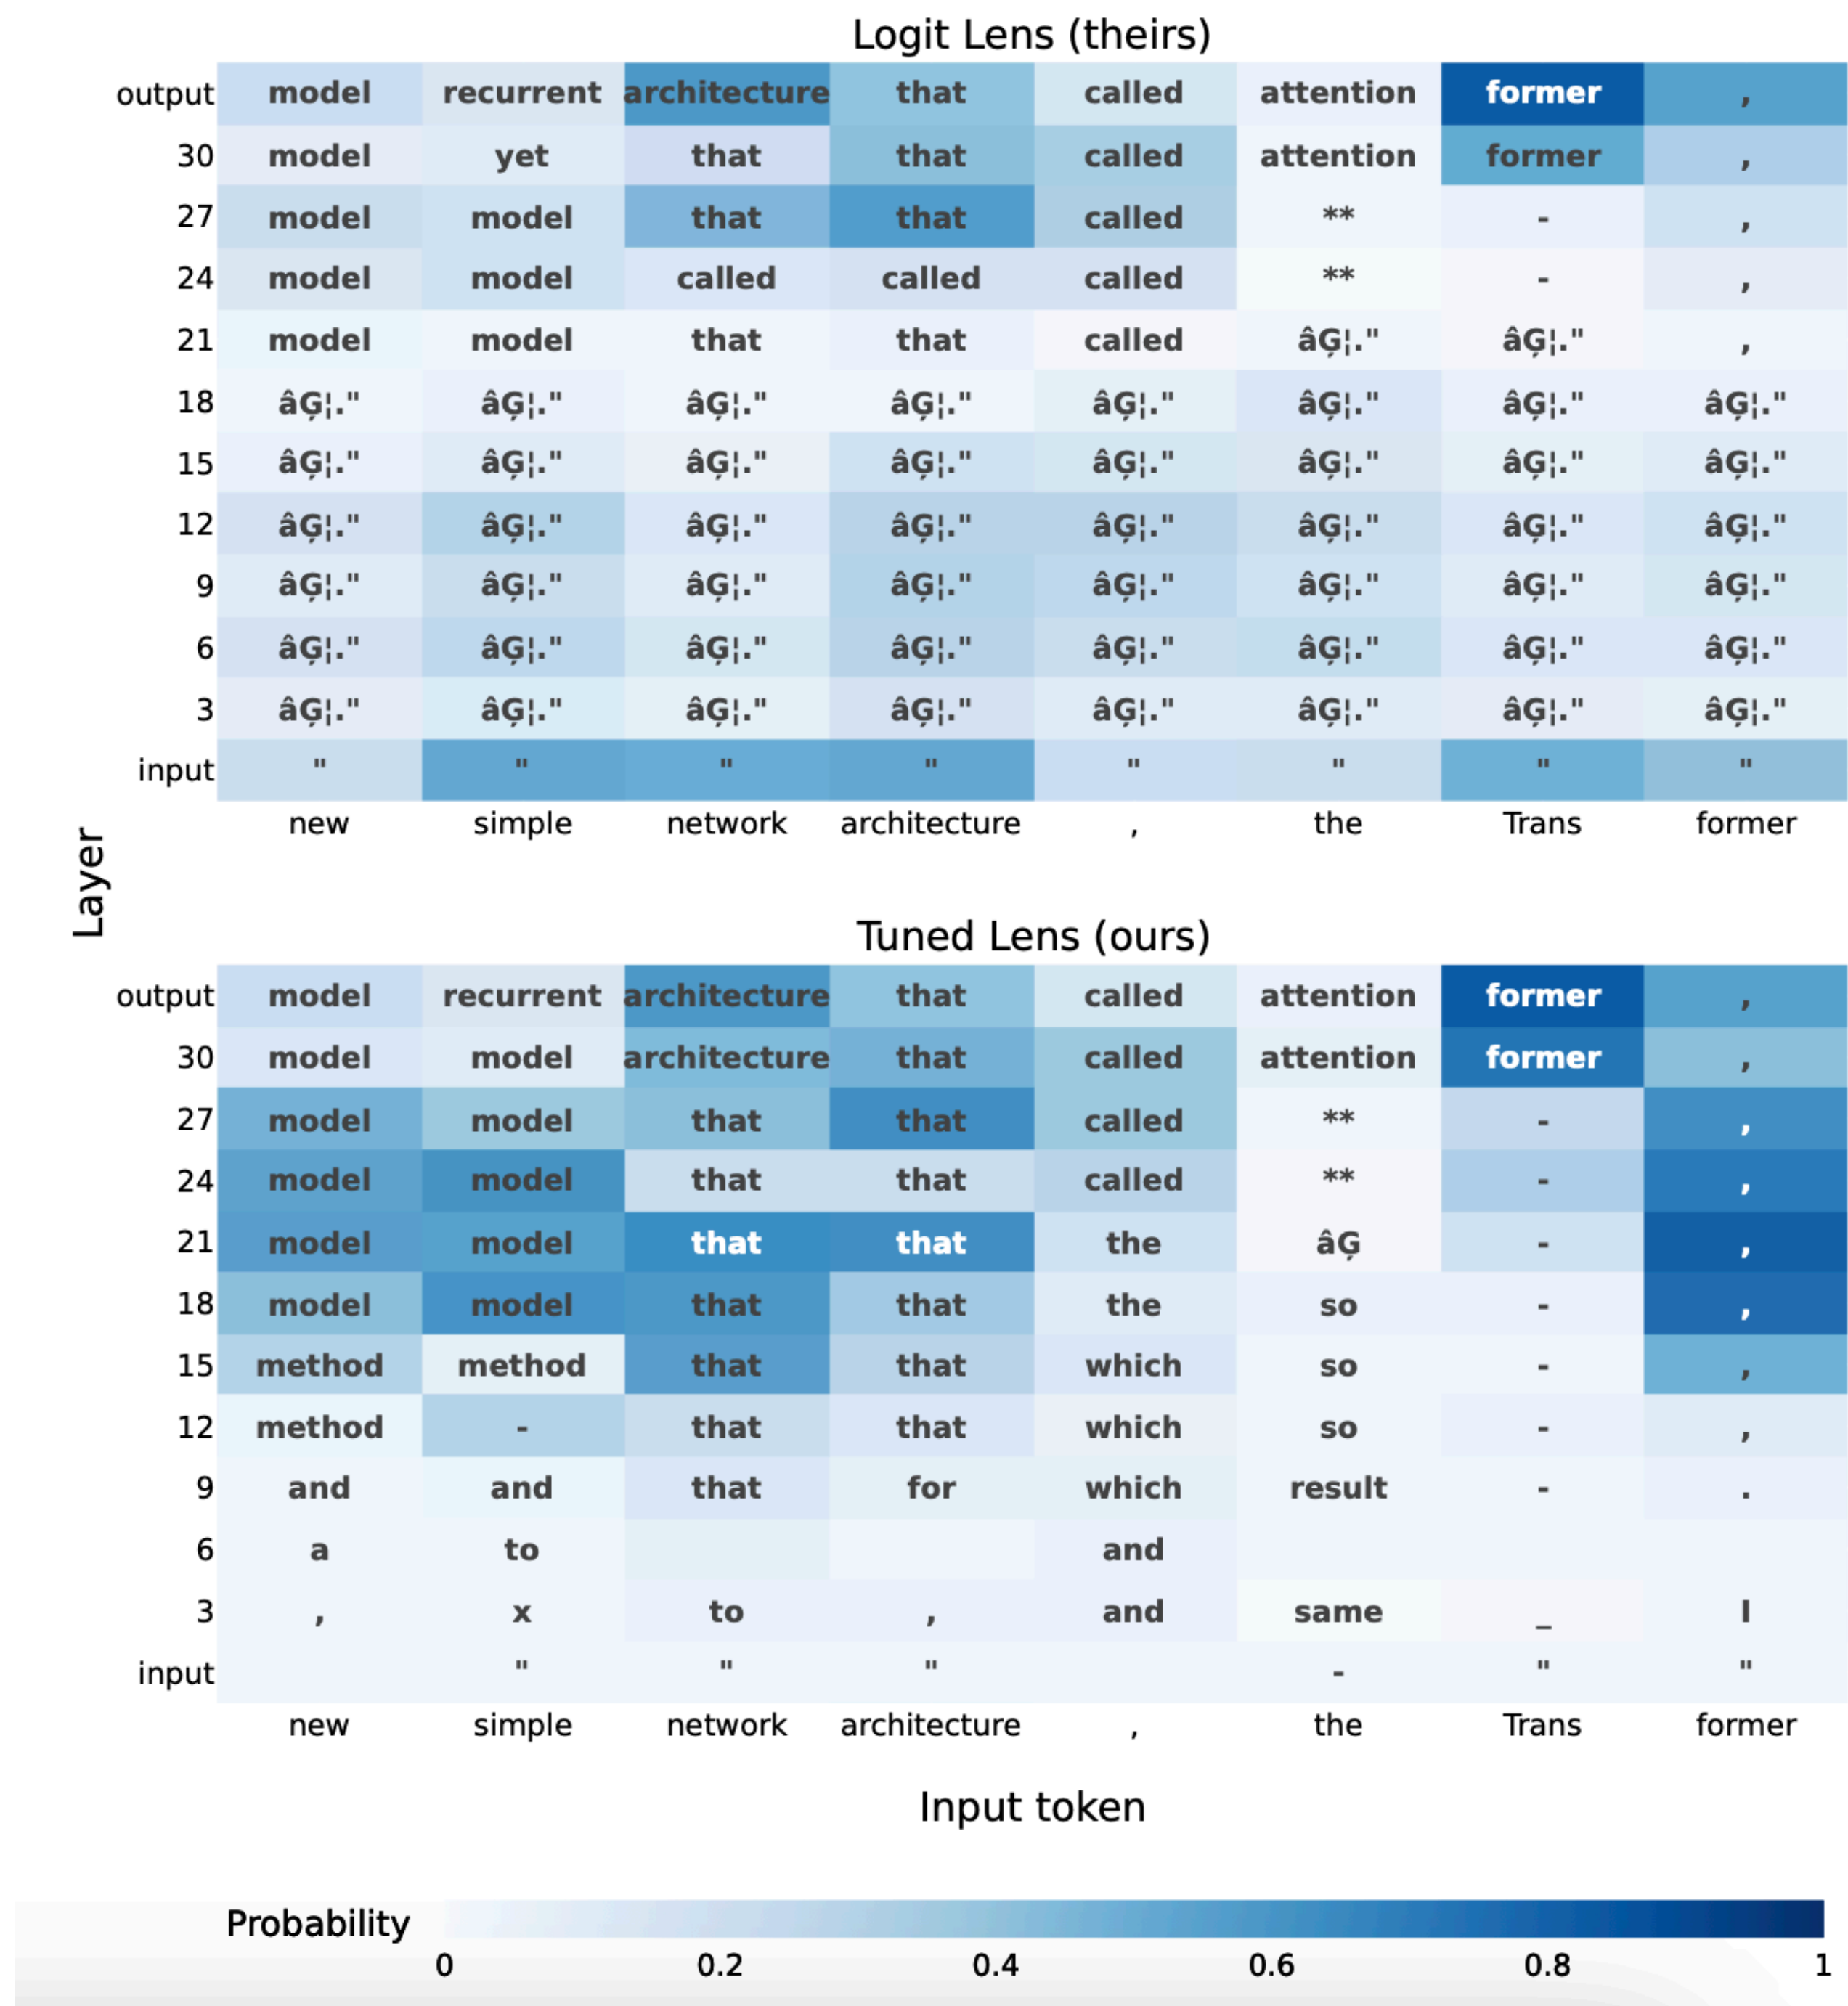 Logit Lens (theirs)
output model recurrent architecture that called attention former ,
30 model yet that that called attention former ,
27 model model that that called ** - ,
24 model model called called called ** - ,
21 model model that that called âĢ¦." âĢ¦." ,
18 âĢ¦." âĢ¦." âĢ¦." âĢ¦." âĢ¦." âĢ¦." âĢ¦." âĢ¦."
15 âĢ¦." âĢ¦." âĢ¦." âĢ¦." âĢ¦." âĢ¦." âĢ¦." âĢ¦."
12 âĢ¦." âĢ¦." âĢ¦." âĢ¦." âĢ¦." âĢ¦." âĢ¦." âĢ¦."
9 âĢ¦." âĢ¦." âĢ¦." âĢ¦." âĢ¦." âĢ¦." âĢ¦." âĢ¦."
6 âĢ¦." âĢ¦." âĢ¦." âĢ¦." âĢ¦." âĢ¦." âĢ¦." âĢ¦."
3 âĢ¦." âĢ¦." âĢ¦." âĢ¦." âĢ¦." âĢ¦." âĢ¦." âĢ¦."
input " " " " " " " "
new simple network architecture , the Trans former
Layer
Tuned Lens (ours)
output model recurrent architecture that called attention former ,
30 model model architecture that called attention former ,
27 model model that that called ** - ,
24 model model that that called ** - ,
21 model model that that the âĢ - ,
18 model model that that the so - ,
15 method method that that which so - ,
12 method - that that which so - ,
9 and and that for which result - .
6 a to and
3 , x to , and same _ I
input " " " - " "
new simple network architecture , the Trans former
Input token
Probability
0 0.2 0.4 0.6 0.8 1